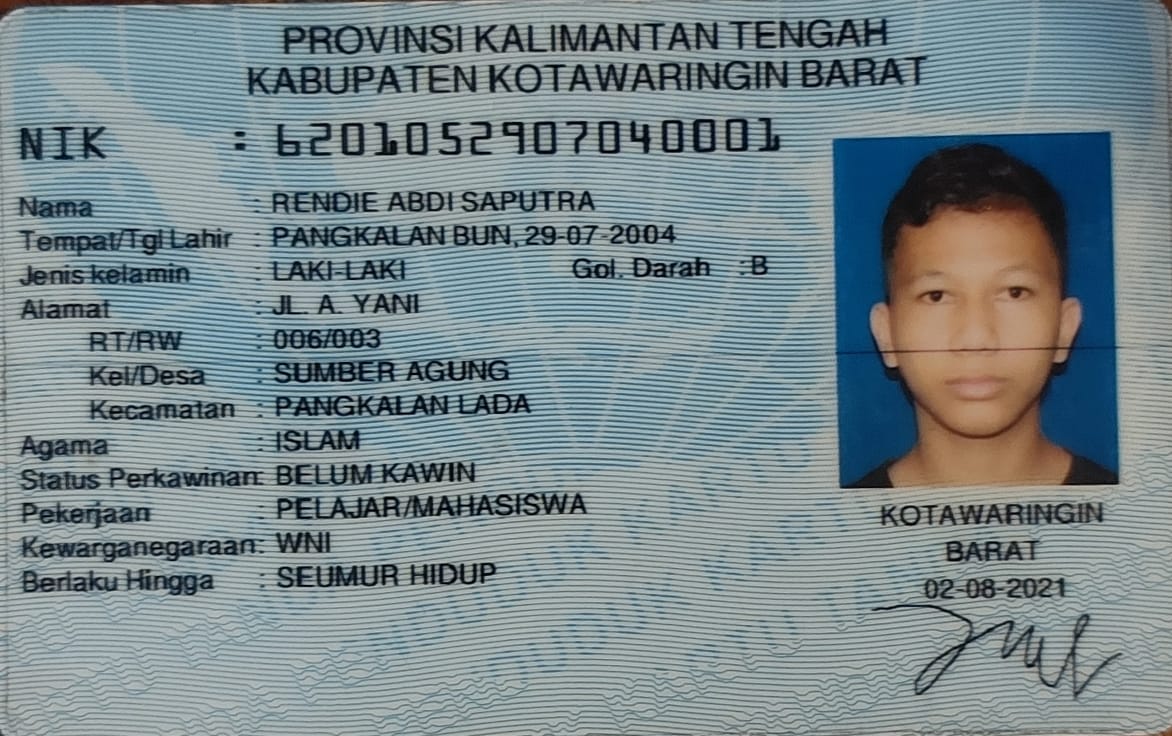 PROVINSI KALIMANTAN TENGAH
KABUPATEN KOTAWARINGIN BARAT
NIK : 6201052907040001
Nama : RENDIE ABDI SAPUTRA
Tempat/Tgl Lahir : PANGKALAN BUN, 29-07-2004
Jenis kelamin : LAKI-LAKI Gol. Darah : B
Alamat : JL. A. YANI
RT/RW : 006/003
Kel/Desa : SUMBER AGUNG
Kecamatan : PANGKALAN LADA
Agama : ISLAM
Status Perkawinan: BELUM KAWIN
Pekerjaan : PELAJAR/MAHASISWA
Kewarganegaraan: WNI
Berlaku Hingga : SEUMUR HIDUP
KOTAWARINGIN
BARAT
02-08-2021